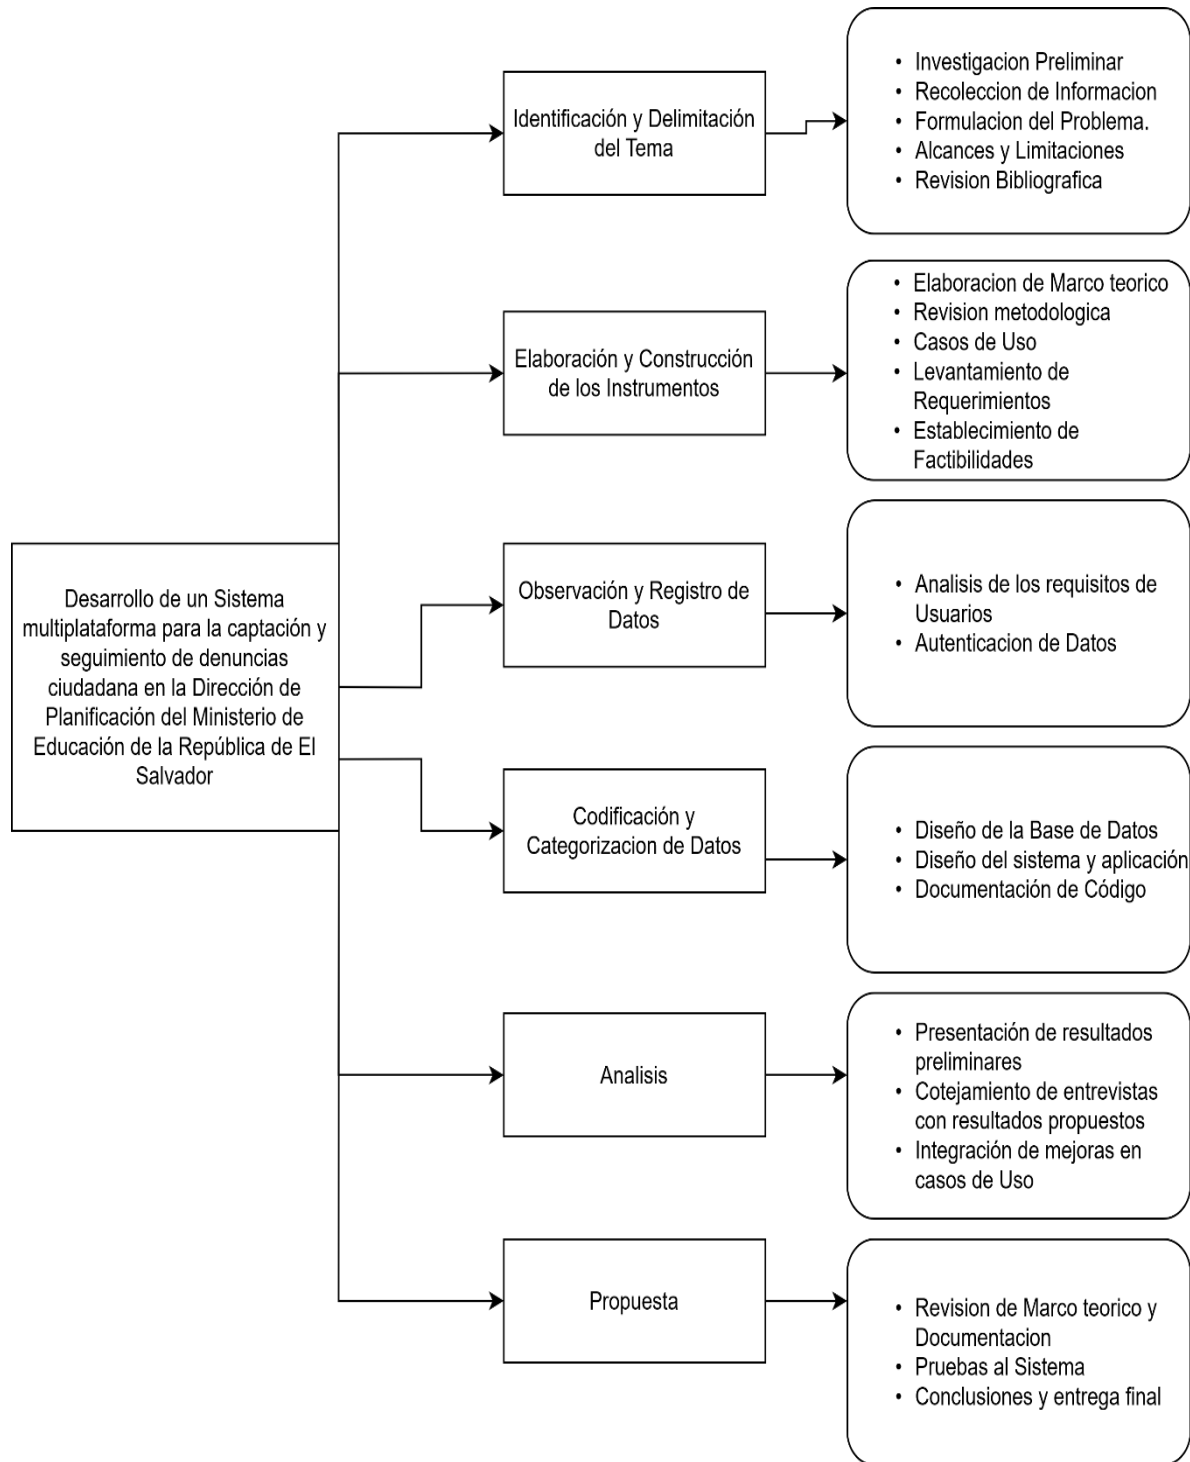 Desarrollo de un Sistema
multiplataforma para la captación y
seguimiento de denuncias
ciudadana en la Dirección de
Planificación del Ministerio de
Educación de la República de El
Salvador
Identificación y Delimitación
del Tema
• Investigacion Preliminar
• Recoleccion de Informacion
• Formulacion del Problema.
• Alcances y Limitaciones
• Revision Bibliografica
Elaboración y Construcción
de los Instrumentos
• Elaboracion de Marco teorico
• Revision metodologica
• Casos de Uso
• Levantamiento de
Requerimientos
• Establecimiento de
Factibilidades
Observación y Registro de
Datos
• Analisis de los requisitos de
Usuarios
• Autenticacion de Datos
Codificación y
Categorizacion de Datos
• Diseño de la Base de Datos
• Diseño del sistema y aplicación
• Documentación de Código
Analisis
• Presentación de resultados
preliminares
• Cotejamiento de entrevistas
con resultados propuestos
• Integración de mejoras en
casos de Uso
Propuesta
• Revision de Marco teorico y
Documentacion
• Pruebas al Sistema
• Conclusiones y entrega final